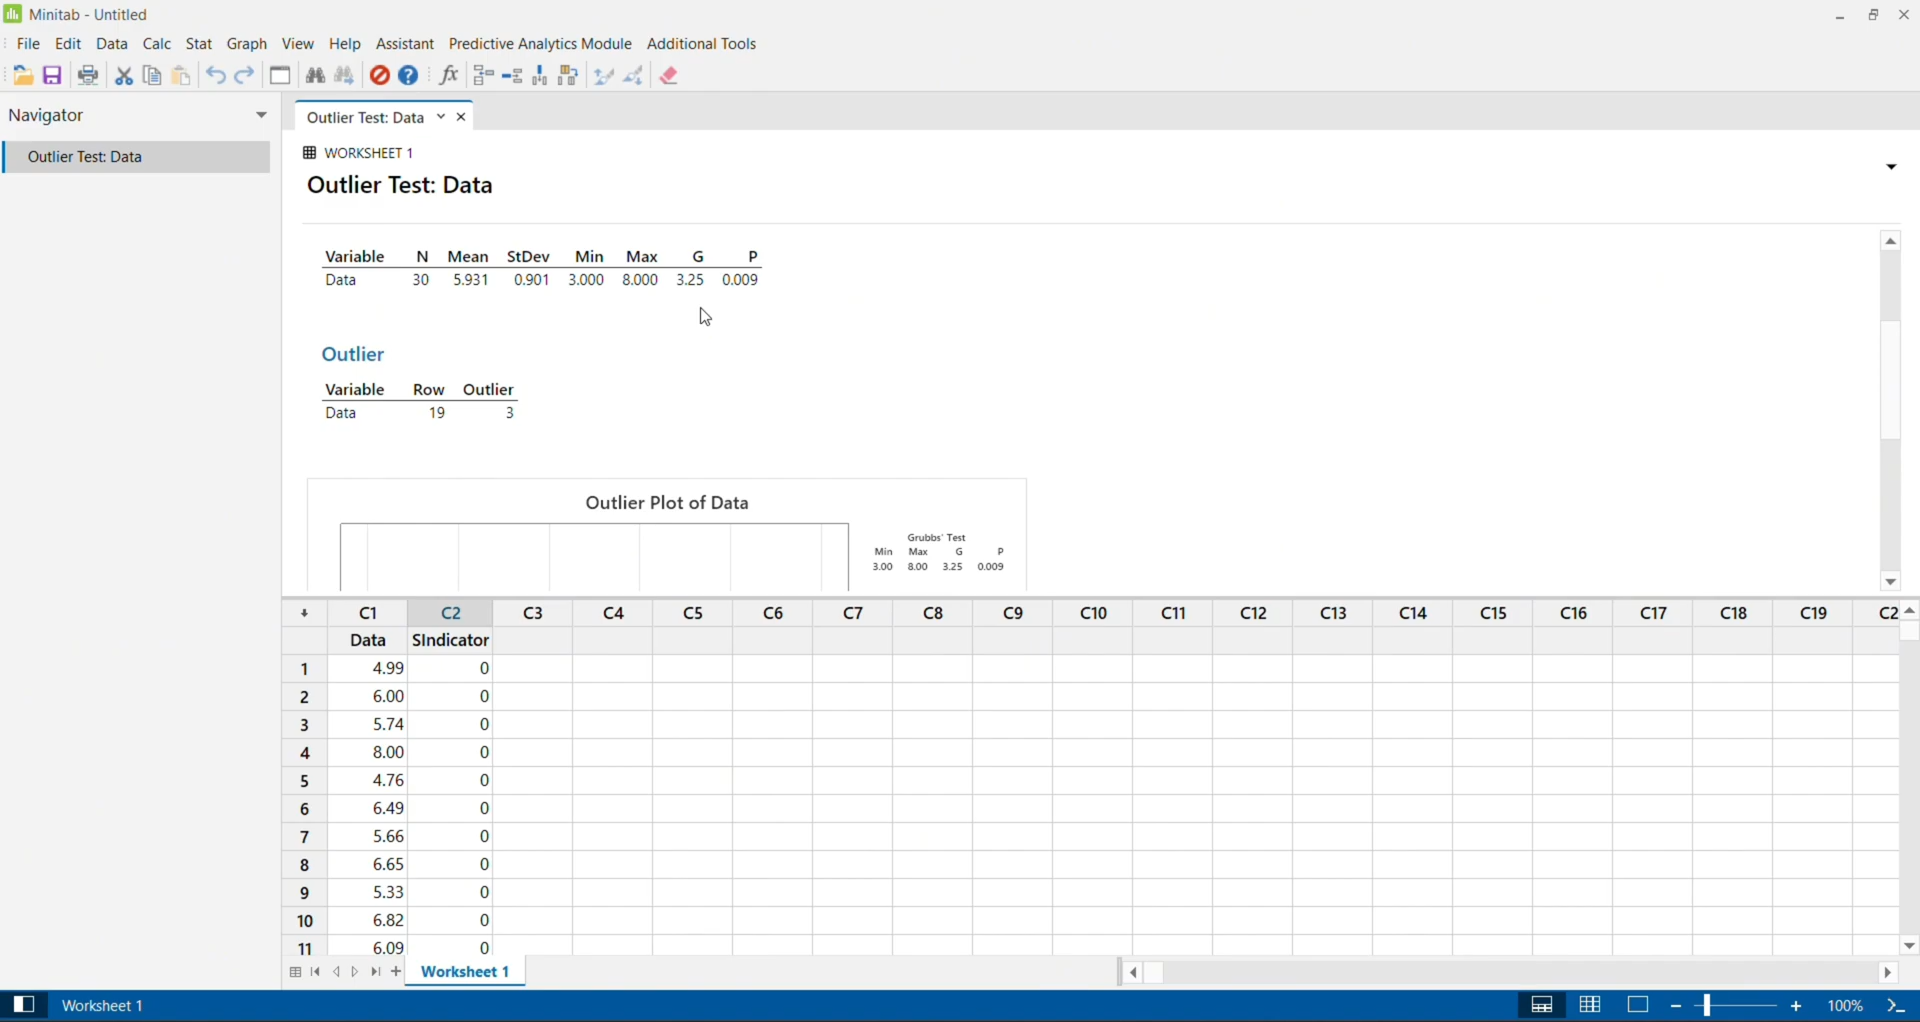 Minitab - Untitled
File Edit Data Calc Stat Graph View Help Assistant Predictive Analytics Module Additional Tools
Navigator
Outlier Test: Data
Outlier Test: Data
WORKSHEET 1
Outlier Test: Data
Variable N Mean StDev Min Max G P
Data 30 5.931 0.901 3.000 8.000 3.25 0.009
Outlier
Variable Row Outlier
Data 19 3
Outlier Plot of Data
Grubbs' Test
Min Max G P
3.00 8.00 3.25 0.009
C1 C2 C3 C4 C5 C6 C7 C8 C9 C10 C11 C12 C13 C14 C15 C16 C17 C18 C19 C2
Data SIndicator
1 4.99 0
2 6.00 0
3 5.74 0
4 8.00 0
5 4.76 0
6 6.49 0
7 5.66 0
8 6.65 0
9 5.33 0
10 6.82 0
11 6.09 0
Worksheet 1
Worksheet 1
100%